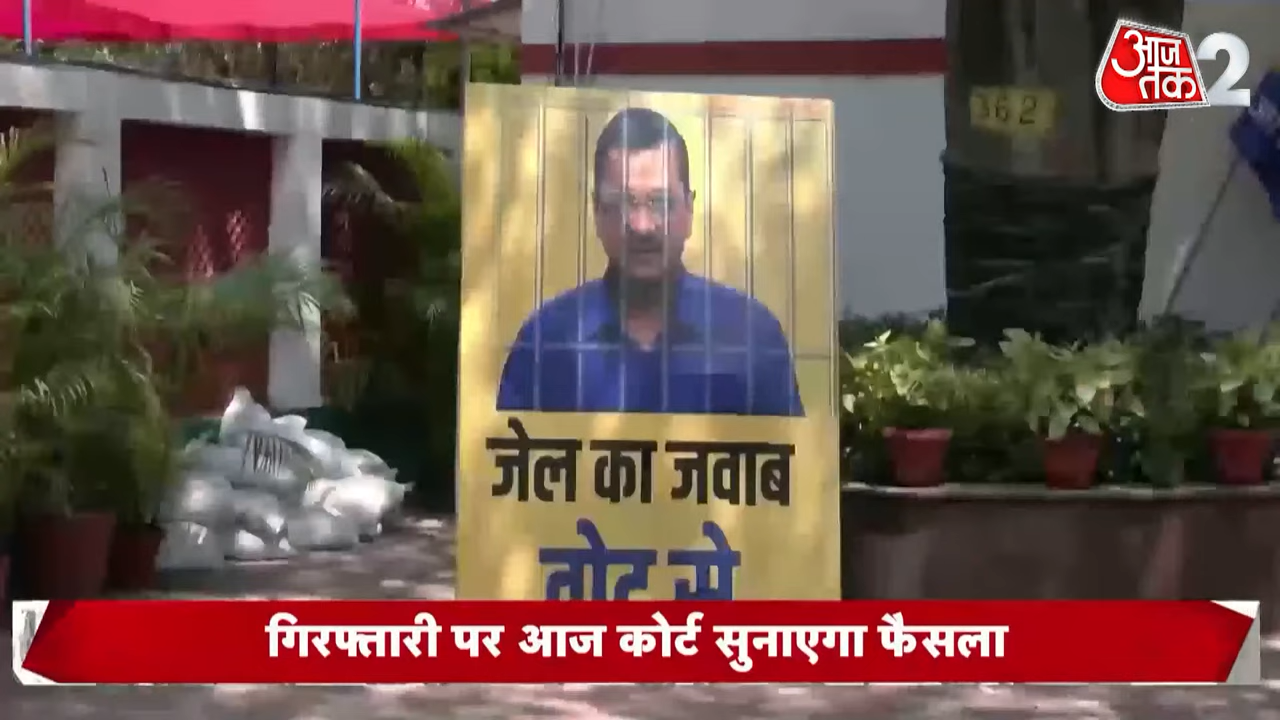 आज
तक 2
362
जेल का जवाब
वोट से
गिरफ्तारी पर आज कोर्ट सुनाएगा फैसला